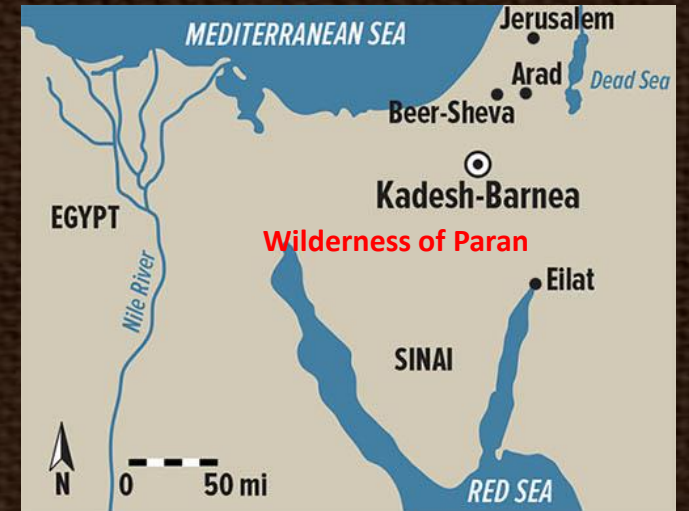 Jerusalem
MEDITERRANEAN SEA
Arad
Dead Sea
Beer-Sheva
Kadesh-Barnea
EGYPT
Wilderness of Paran
Nile River
Eilat
SINAI
N 0 50 mi
RED SEA